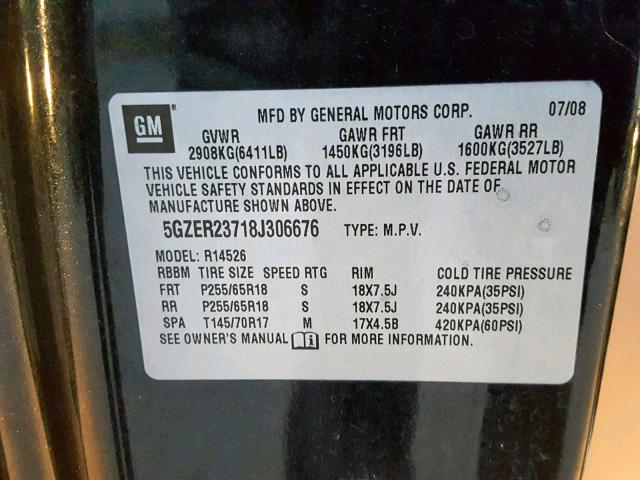 GM ® MFD BY GENERAL MOTORS CORP. 07/08
GVWR GAWR FRT GAWR RR
2908KG(6411LB) 1450KG(3196LB) 1600KG(3527LB)
THIS VEHICLE CONFORMS TO ALL APPLICABLE U.S. FEDERAL MOTOR
VEHICLE SAFETY STANDARDS IN EFFECT ON THE DATE OF
MANUFACTURE SHOWN ABOVE.
5GZER23718J306676 TYPE: M.P.V.
MODEL: R14526
RBBM TIRE SIZE SPEED RTG RIM COLD TIRE PRESSURE
FRT P255/65R18 S 18X7.5J 240KPA(35PSI)
RR P255/65R18 S 18X7.5J 240KPA(35PSI)
SPA T145/70R17 M 17X4.5B 420KPA(60PSI)
SEE OWNER'S MANUAL FOR MORE INFORMATION.